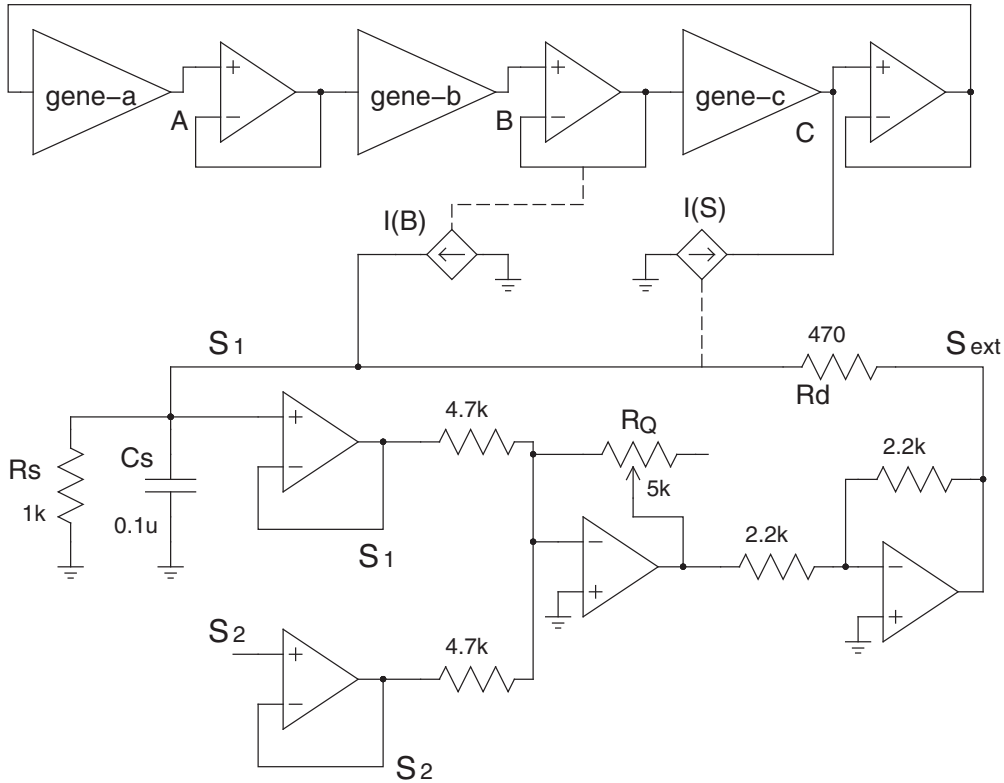 gene-a
+
−
A
gene-b
+
−
B
gene-c
+
−
C
I(B)
I(S)
S1
470
Rd
Sext
Rs
1k
Cs
0.1u
+
−
4.7k
S1
RQ
5k
2.2k
2.2k
−
+
−
+
S2
+
−
4.7k
S2